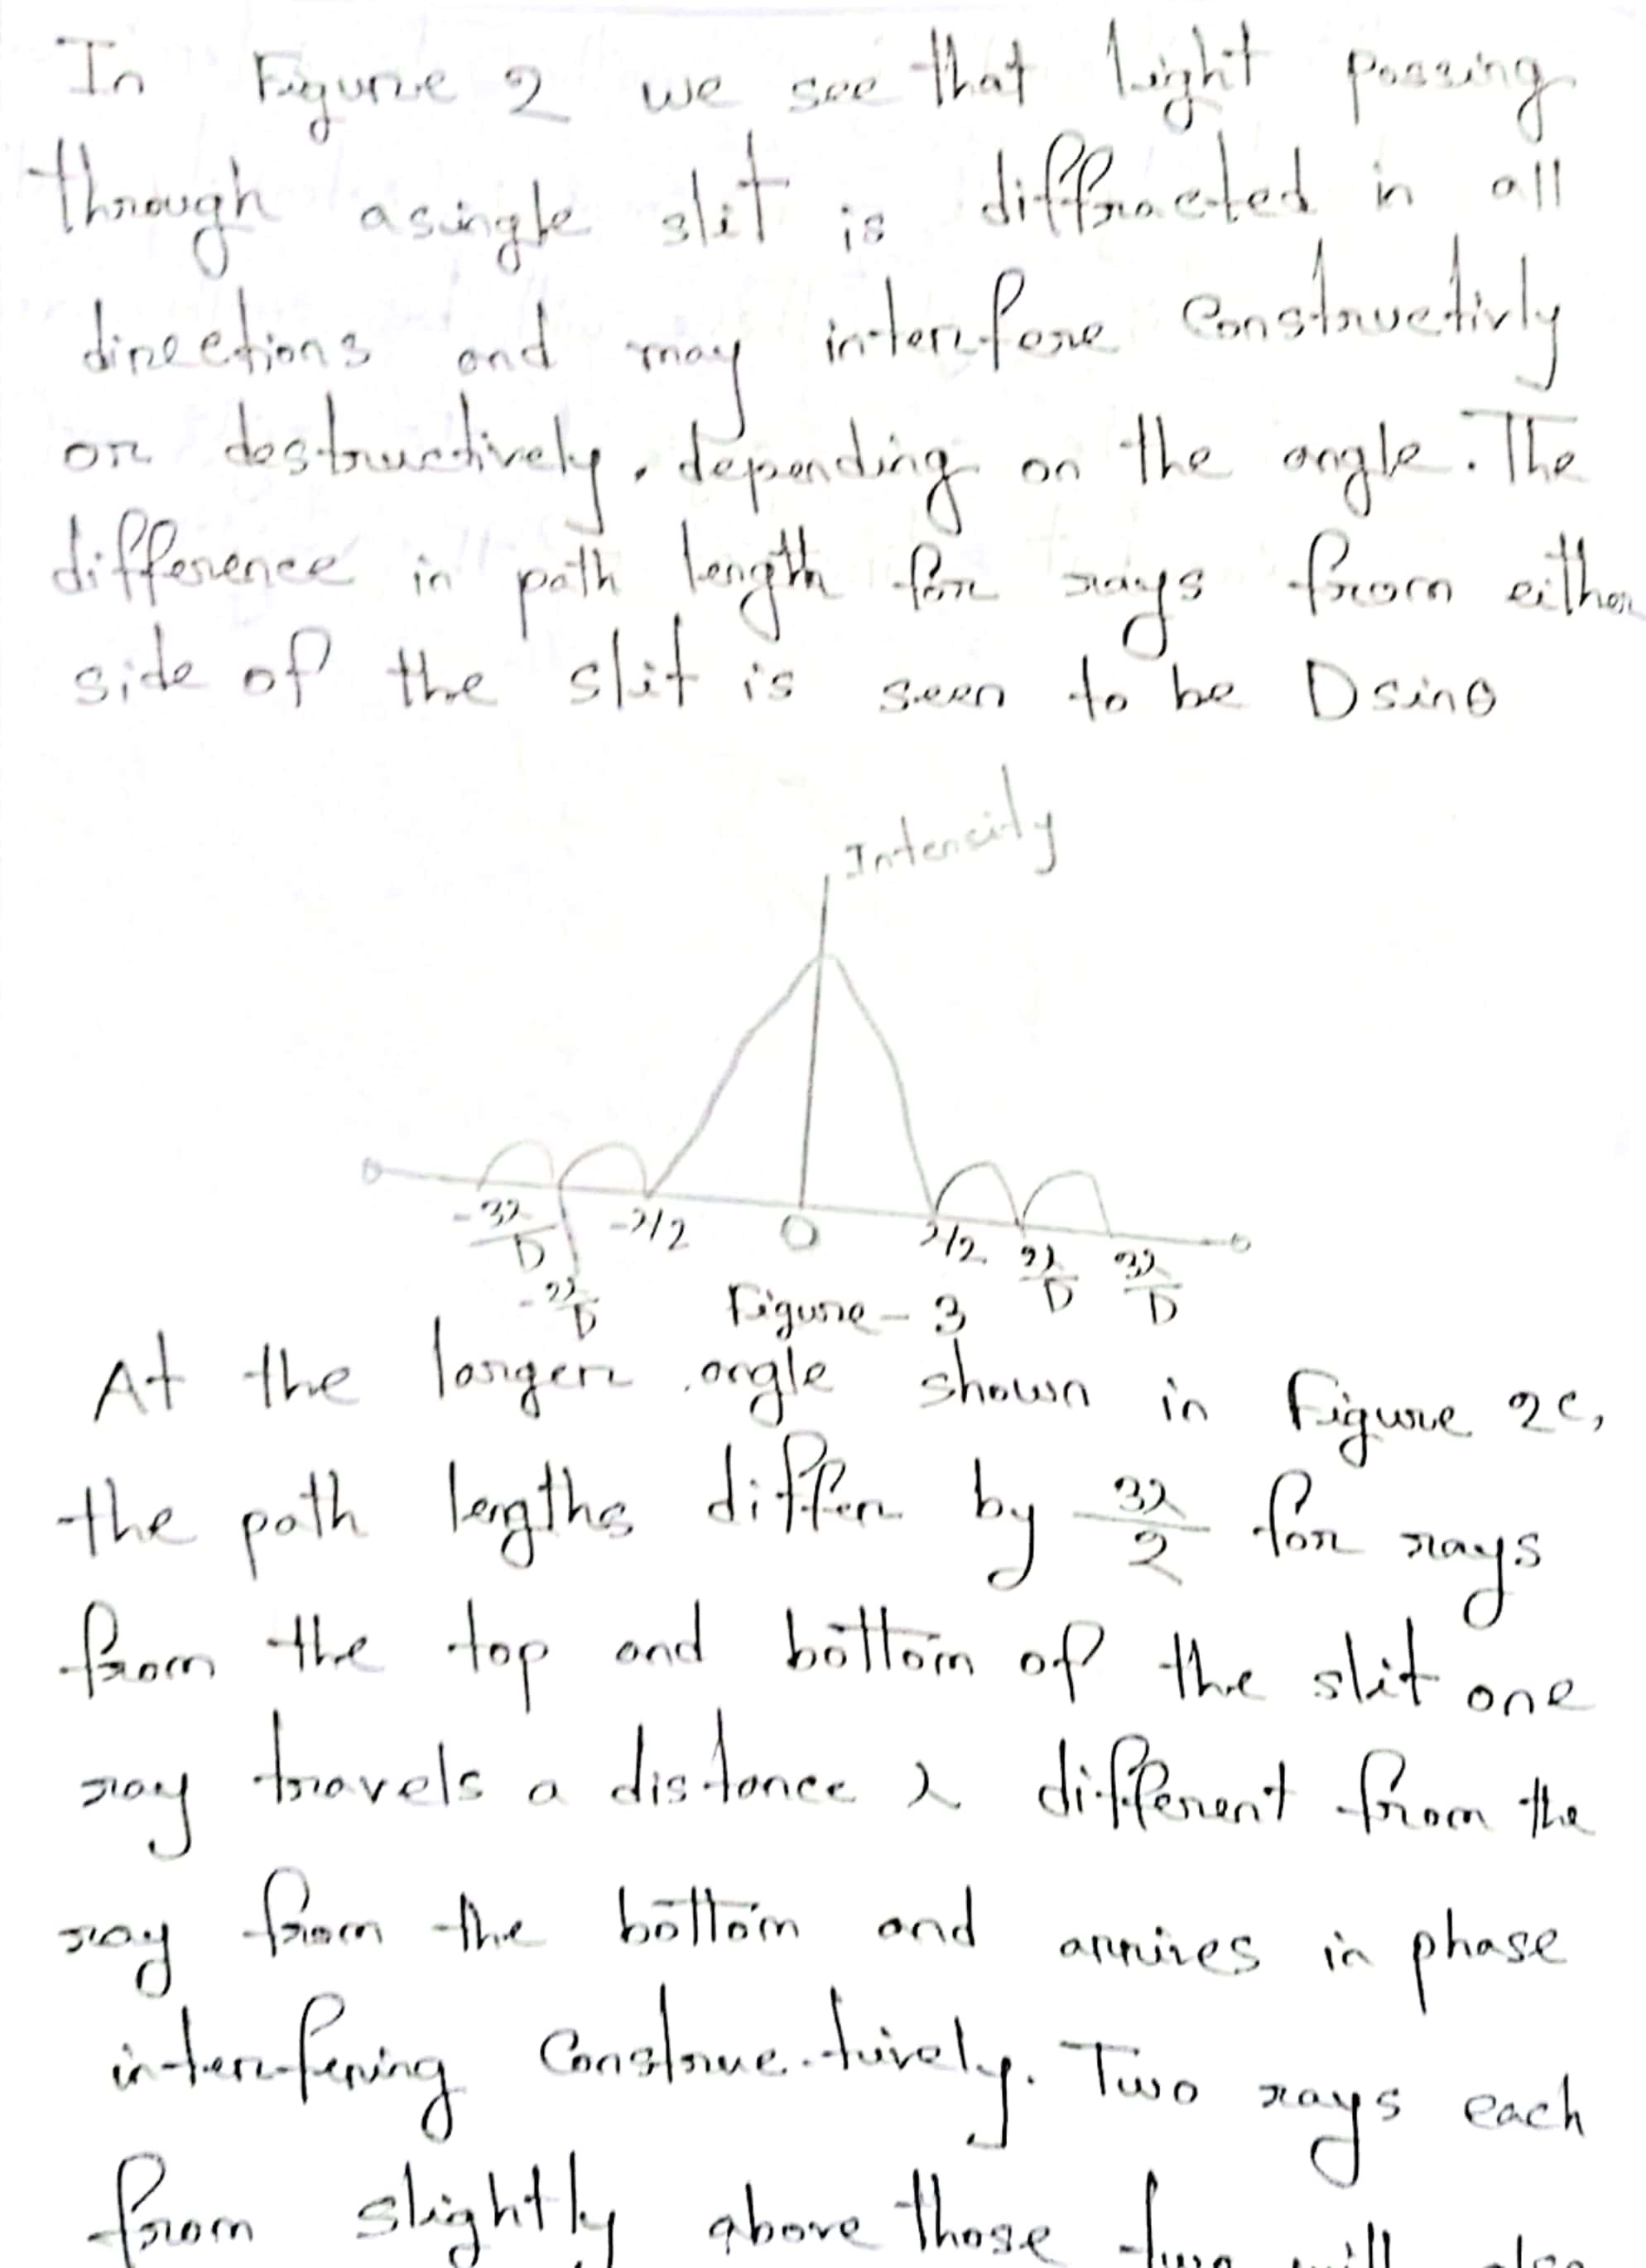 In Figure 2 we see that light passing
through a single slit is diffracted in all
directions and may interfere Constructivly
or destructively, depending on the angle. The
difference in path length for rays from either
side of the slit is seen to be D sinθ
Intencity
-3λ/D -2λ/D -λ/2 O λ/2 2λ/D 3λ/D
Figure - 3
At the larger angle shown in Figure 2c,
the path lengths differ by 3λ/2 for rays
from the top and bottom of the slit one
ray travels a distance λ different from the
ray from the bottom and arrives in phase
interfering Constructively. Two rays each
from slightly above those two will also